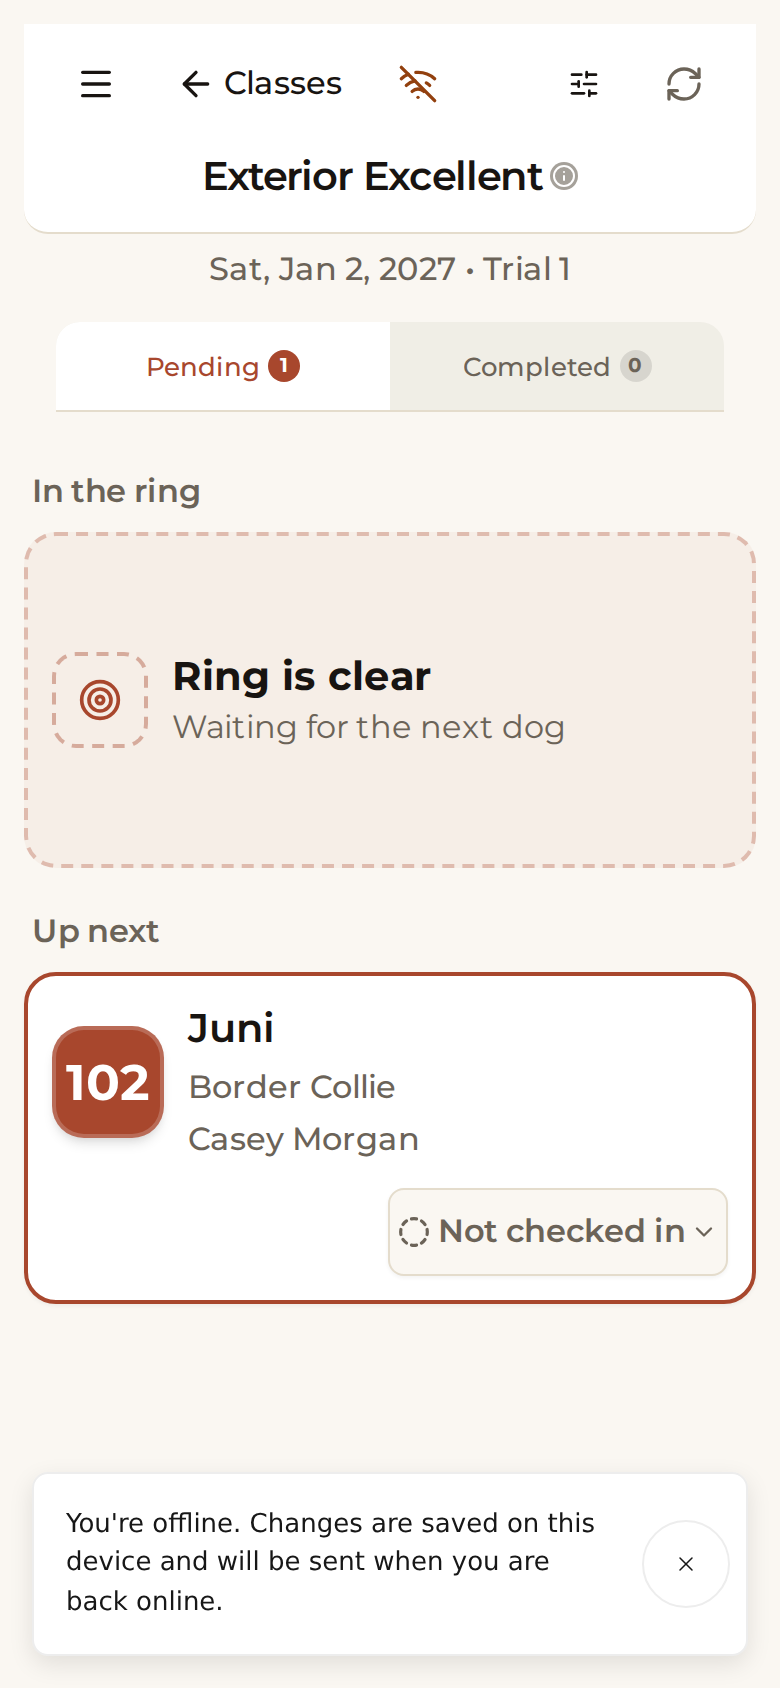 Classes
Exterior Excellent
Sat, Jan 2, 2027 • Trial 1
Pending 1
Completed 0
In the ring
Ring is clear
Waiting for the next dog
Up next
102
Juni
Border Collie
Casey Morgan
Not checked in
You're offline. Changes are saved on this
device and will be sent when you are
back online.